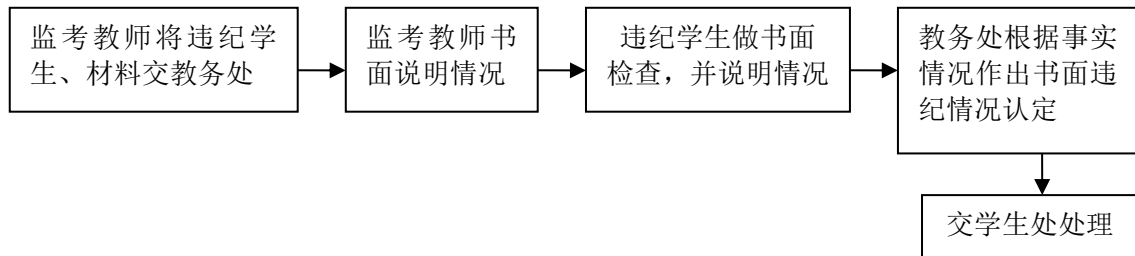 监考教师将违纪学
生、材料交教务处
监考教师书
面说明情况
违纪学生做书面
检查，并说明情况
教务处根据事实
情况作出书面违
纪情况认定
交学生处处理